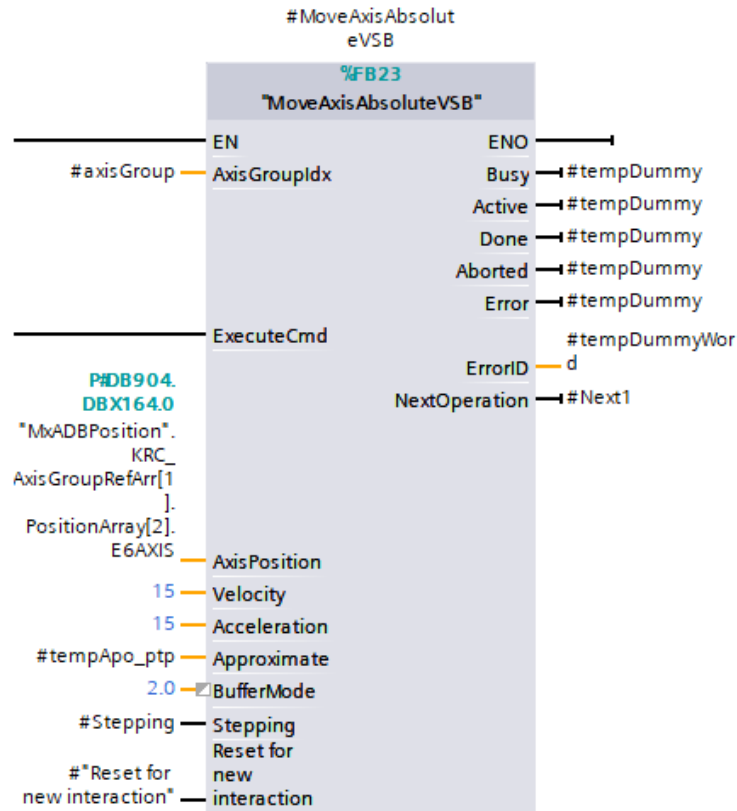 #MoveAxisAbsolut
eVSB
%FB23
"MoveAxisAbsoluteVSB"
EN
ENO
#axisGroup
AxisGroupIdx
Busy
#tempDummy
Active
#tempDummy
Done
#tempDummy
Aborted
#tempDummy
Error
#tempDummy
ExecuteCmd
#tempDummyWor
d
ErrorID
NextOperation
#Next1
P#DB904.
DBX164.0
"MxADBPosition".
KRC_
AxisGroupRefArr[1
].
PositionArray[2].
E6AXIS
AxisPosition
15
Velocity
15
Acceleration
#tempApo_ptp
Approximate
2.0
BufferMode
#Stepping
Stepping
#"Reset for
new interaction"
Reset for
new
interaction